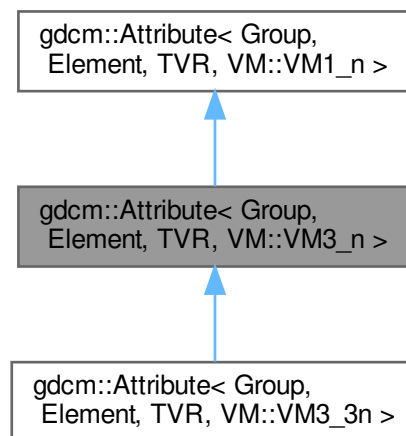 gdcm::Attribute< Group,
Element, TVR, VM::VM1_n >
gdcm::Attribute< Group,
Element, TVR, VM::VM3_n >
gdcm::Attribute< Group,
Element, TVR, VM::VM3_3n >